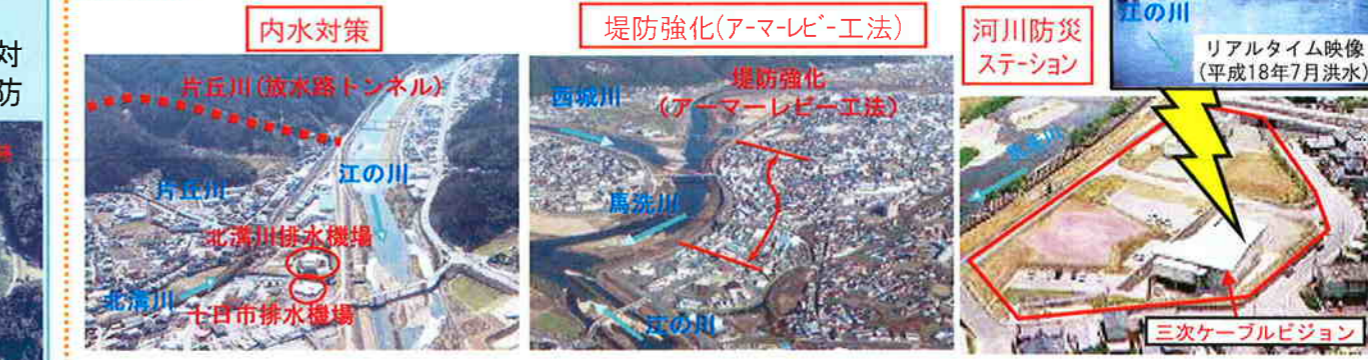 対
防
内水対策
片丘川(放水路トンネル)
片丘川
江の川
北溝川排水機場
北溝川
十日市排水機場
堤防強化(アーマーレビー工法)
西城川
堤防強化
(アーマーレビー工法)
馬洗川
江の川
河川防災
ステーション
江の川
リアルタイム映像
(平成18年7月洪水)
馬洗川
三次ケーブルビジョン